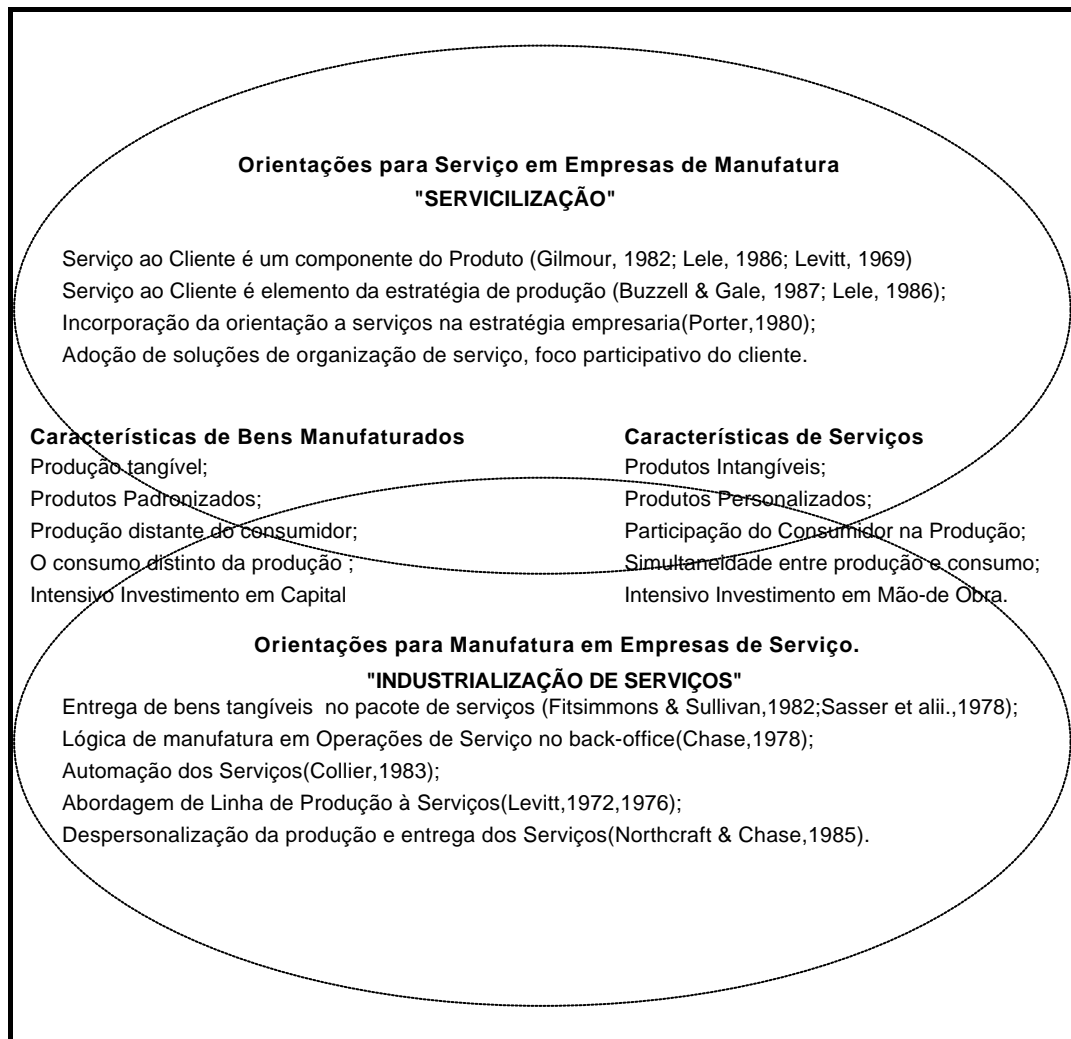 Orientações para Serviço em Empresas de Manufatura
"SERVICILIZAÇÃO"
Serviço ao Cliente é um componente do Produto (Gilmour, 1982; Lele, 1986; Levitt, 1969)
Serviço ao Cliente é elemento da estratégia de produção (Buzzell & Gale, 1987; Lele, 1986);
Incorporação da orientação a serviços na estratégia empresaria(Porter,1980);
Adoção de soluções de organização de serviço, foco participativo do cliente.
Características de Bens Manufaturados
Produção tangível;
Produtos Padronizados;
Produção distante do consumidor;
O consumo distinto da produção ;
Intensivo Investimento em Capital
Características de Serviços
Produtos Intangíveis;
Produtos Personalizados;
Participação do Consumidor na Produção;
Simultaneidade entre produção e consumo;
Intensivo Investimento em Mão-de Obra.
Orientações para Manufatura em Empresas de Serviço.
"INDUSTRIALIZAÇÃO DE SERVIÇOS"
Entrega de bens tangíveis  no pacote de serviços (Fitsimmons & Sullivan,1982;Sasser et alii.,1978);
Lógica de manufatura em Operações de Serviço no back-office(Chase,1978);
Automação dos Serviços(Collier,1983);
Abordagem de Linha de Produção à Serviços(Levitt,1972,1976);
Despersonalização da produção e entrega dos Serviços(Northcraft & Chase,1985).